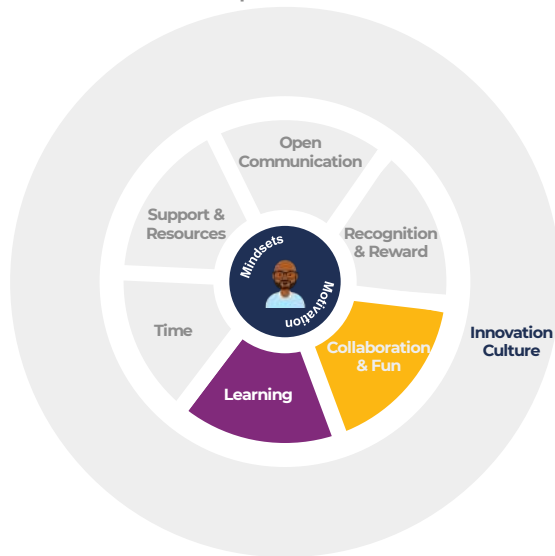 Open
Communication
Support &
Resources
Recognition
& Reward
Mindsets
Motivation
Time
Collaboration
& Fun
Learning
Innovation
Culture